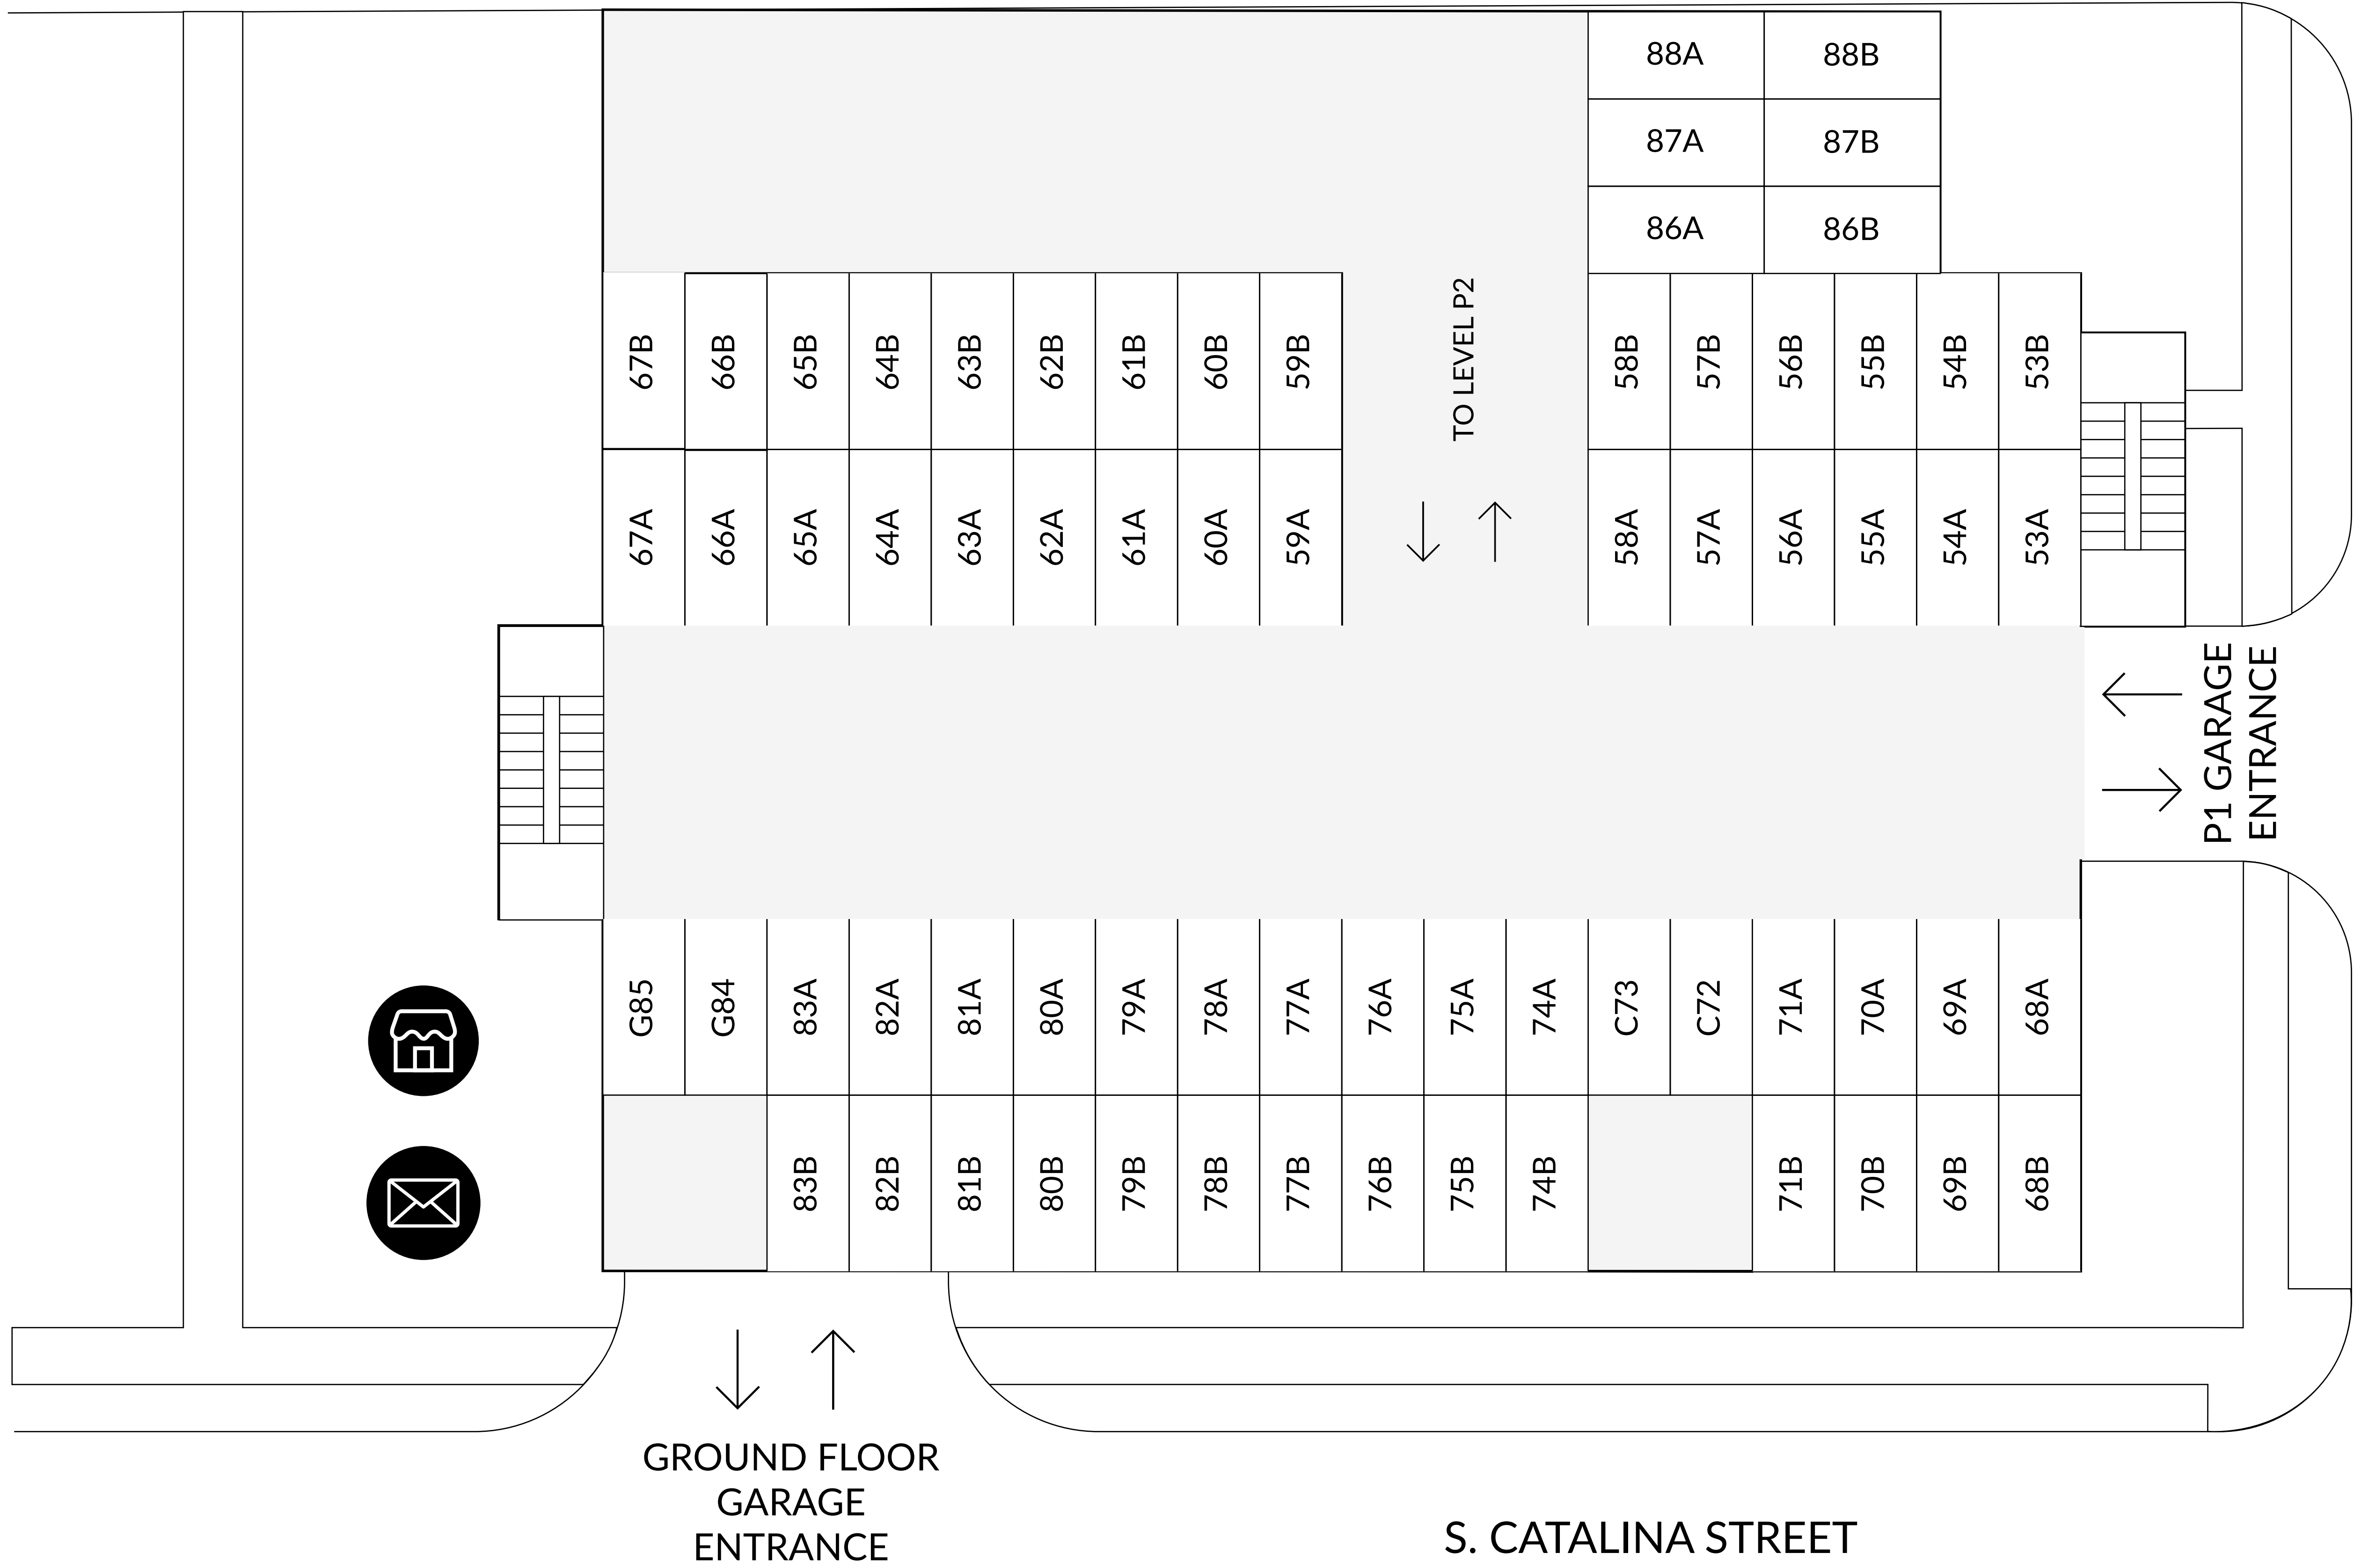 88A 88B
87A 87B
86A 86B
67B 66B 65B 64B 63B 62B 61B 60B 59B
TO LEVEL P2
58B 57B 56B 55B 54B 53B
67A 66A 65A 64A 63A 62A 61A 60A 59A
58A 57A 56A 55A 54A 53A
P1 GARAGE
ENTRANCE
G85 G84 83A 82A 81A 80A 79A 78A 77A 76A 75A 74A C73 C72 71A 70A 69A 68A
83B 82B 81B 80B 79B 78B 77B 76B 75B 74B 71B 70B 69B 68B
GROUND FLOOR
GARAGE
ENTRANCE
S. CATALINA STREET